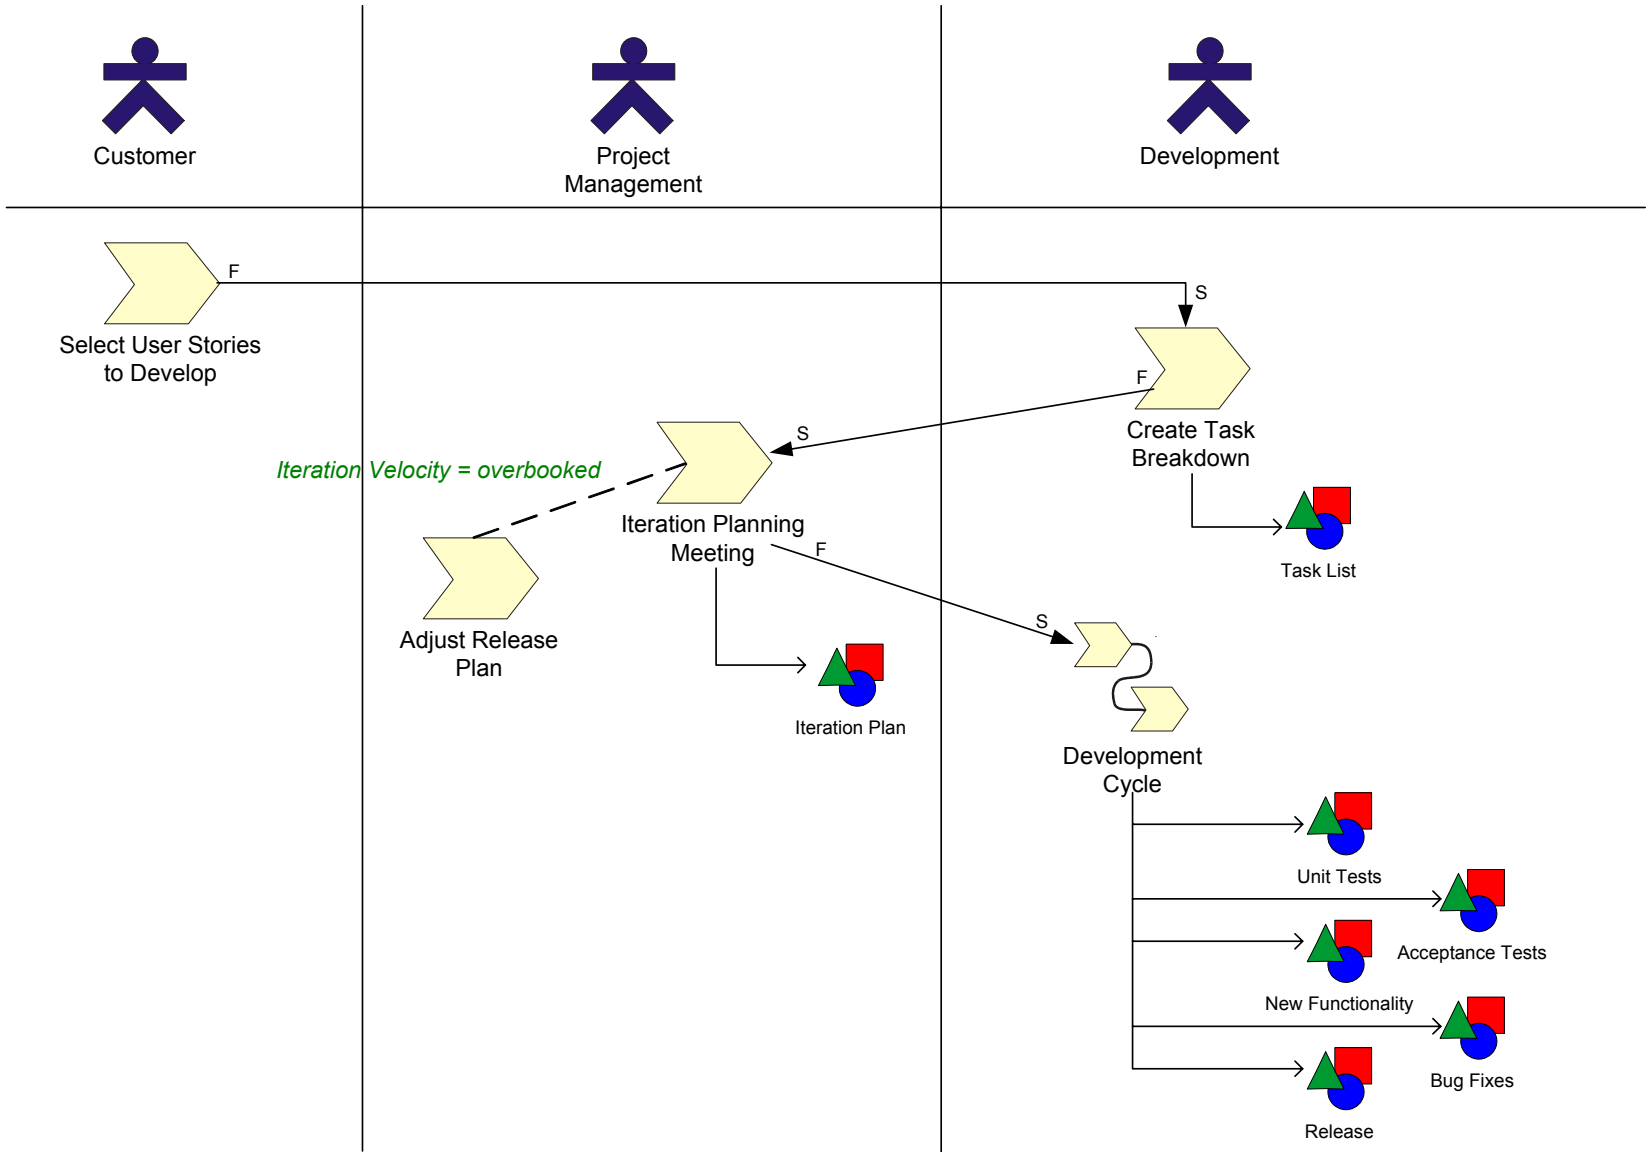 Customer
Project
Management
Development
F
S
Select User Stories
to Develop
F
Create Task
Breakdown
S
Iteration Velocity = overbooked
Iteration Planning
Meeting
F
Task List
Adjust Release
Plan
S
Iteration Plan
Development
Cycle
Unit Tests
Acceptance Tests
New Functionality
Bug Fixes
Release